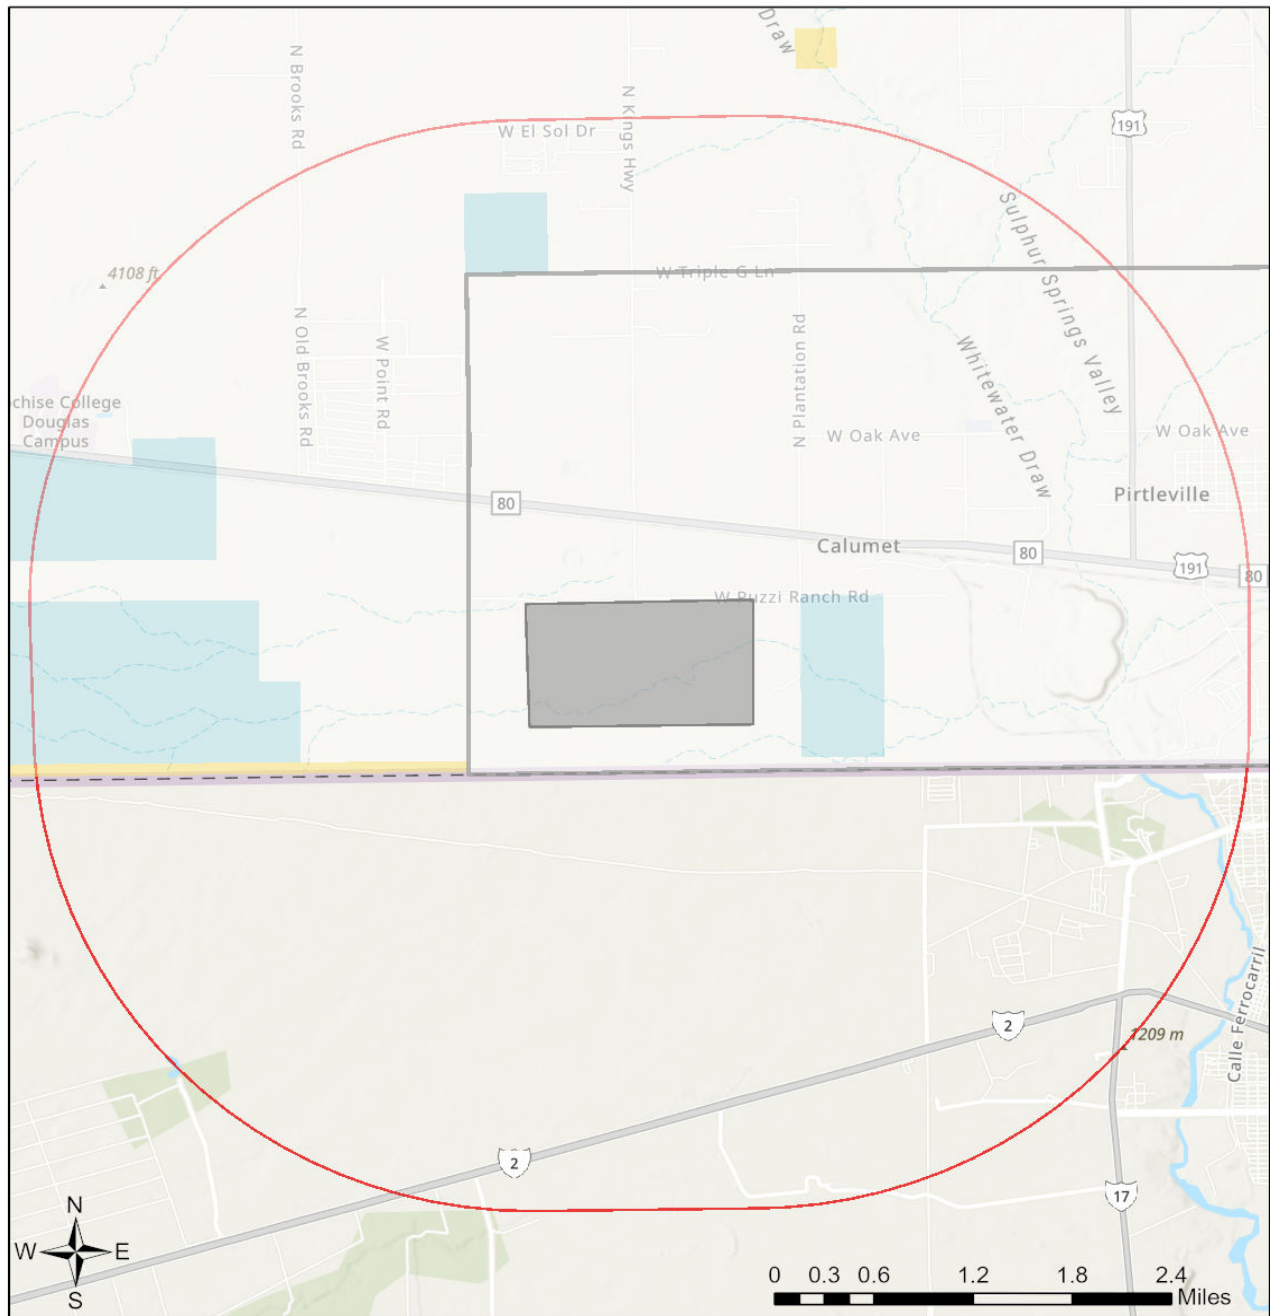 Draw
N Brooks Rd
N Kings Hwy
W El Sol Dr
191
Sulphur Springs Valley
4108 ft
W Triple G Ln
N Old Brooks Rd
W Point Rd
N Plantation Rd
Whitewater Draw
ochise College
Douglas
Campus
W Oak Ave
W Oak Ave
Pirtleville
80
Calumet
80
191
80
W Puzzi Ranch Rd
Calle Ferrocarril
2
1209 m
2
17
N
W
E
S
0 0.3 0.6 1.2 1.8 2.4
Miles